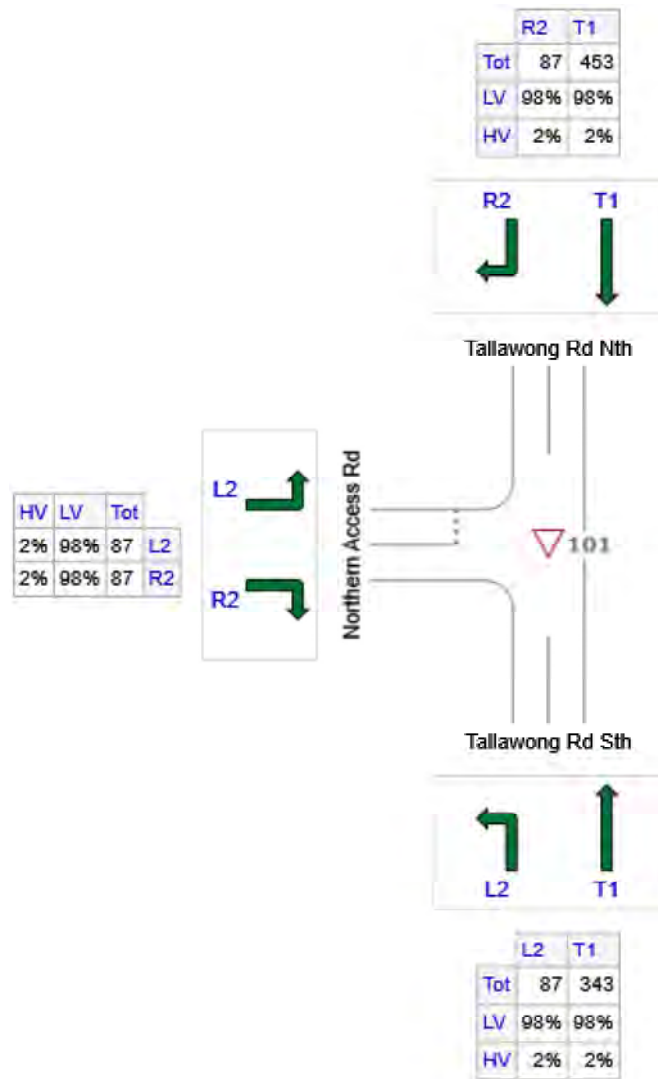 R2 T1
Tot 87 453
LV 98% 98%
HV 2% 2%
R2 T1
Tallawong Rd Nth
L2
R2
Northern Access Rd
HV LV Tot
2% 98% 87 L2
2% 98% 87 R2
101
Tallawong Rd Sth
L2 T1
L2 T1
Tot 87 343
LV 98% 98%
HV 2% 2%